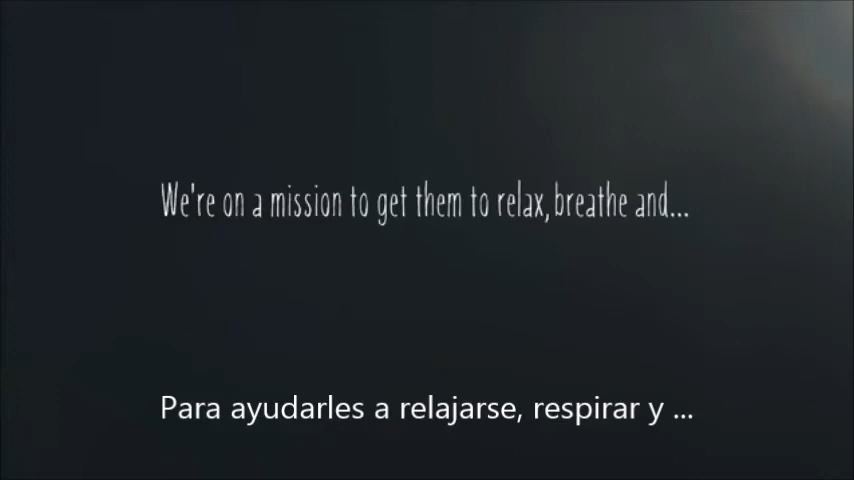 We're on a mission to get them to relax, breathe and...
Para ayudarles a relajarse, respirar y ...